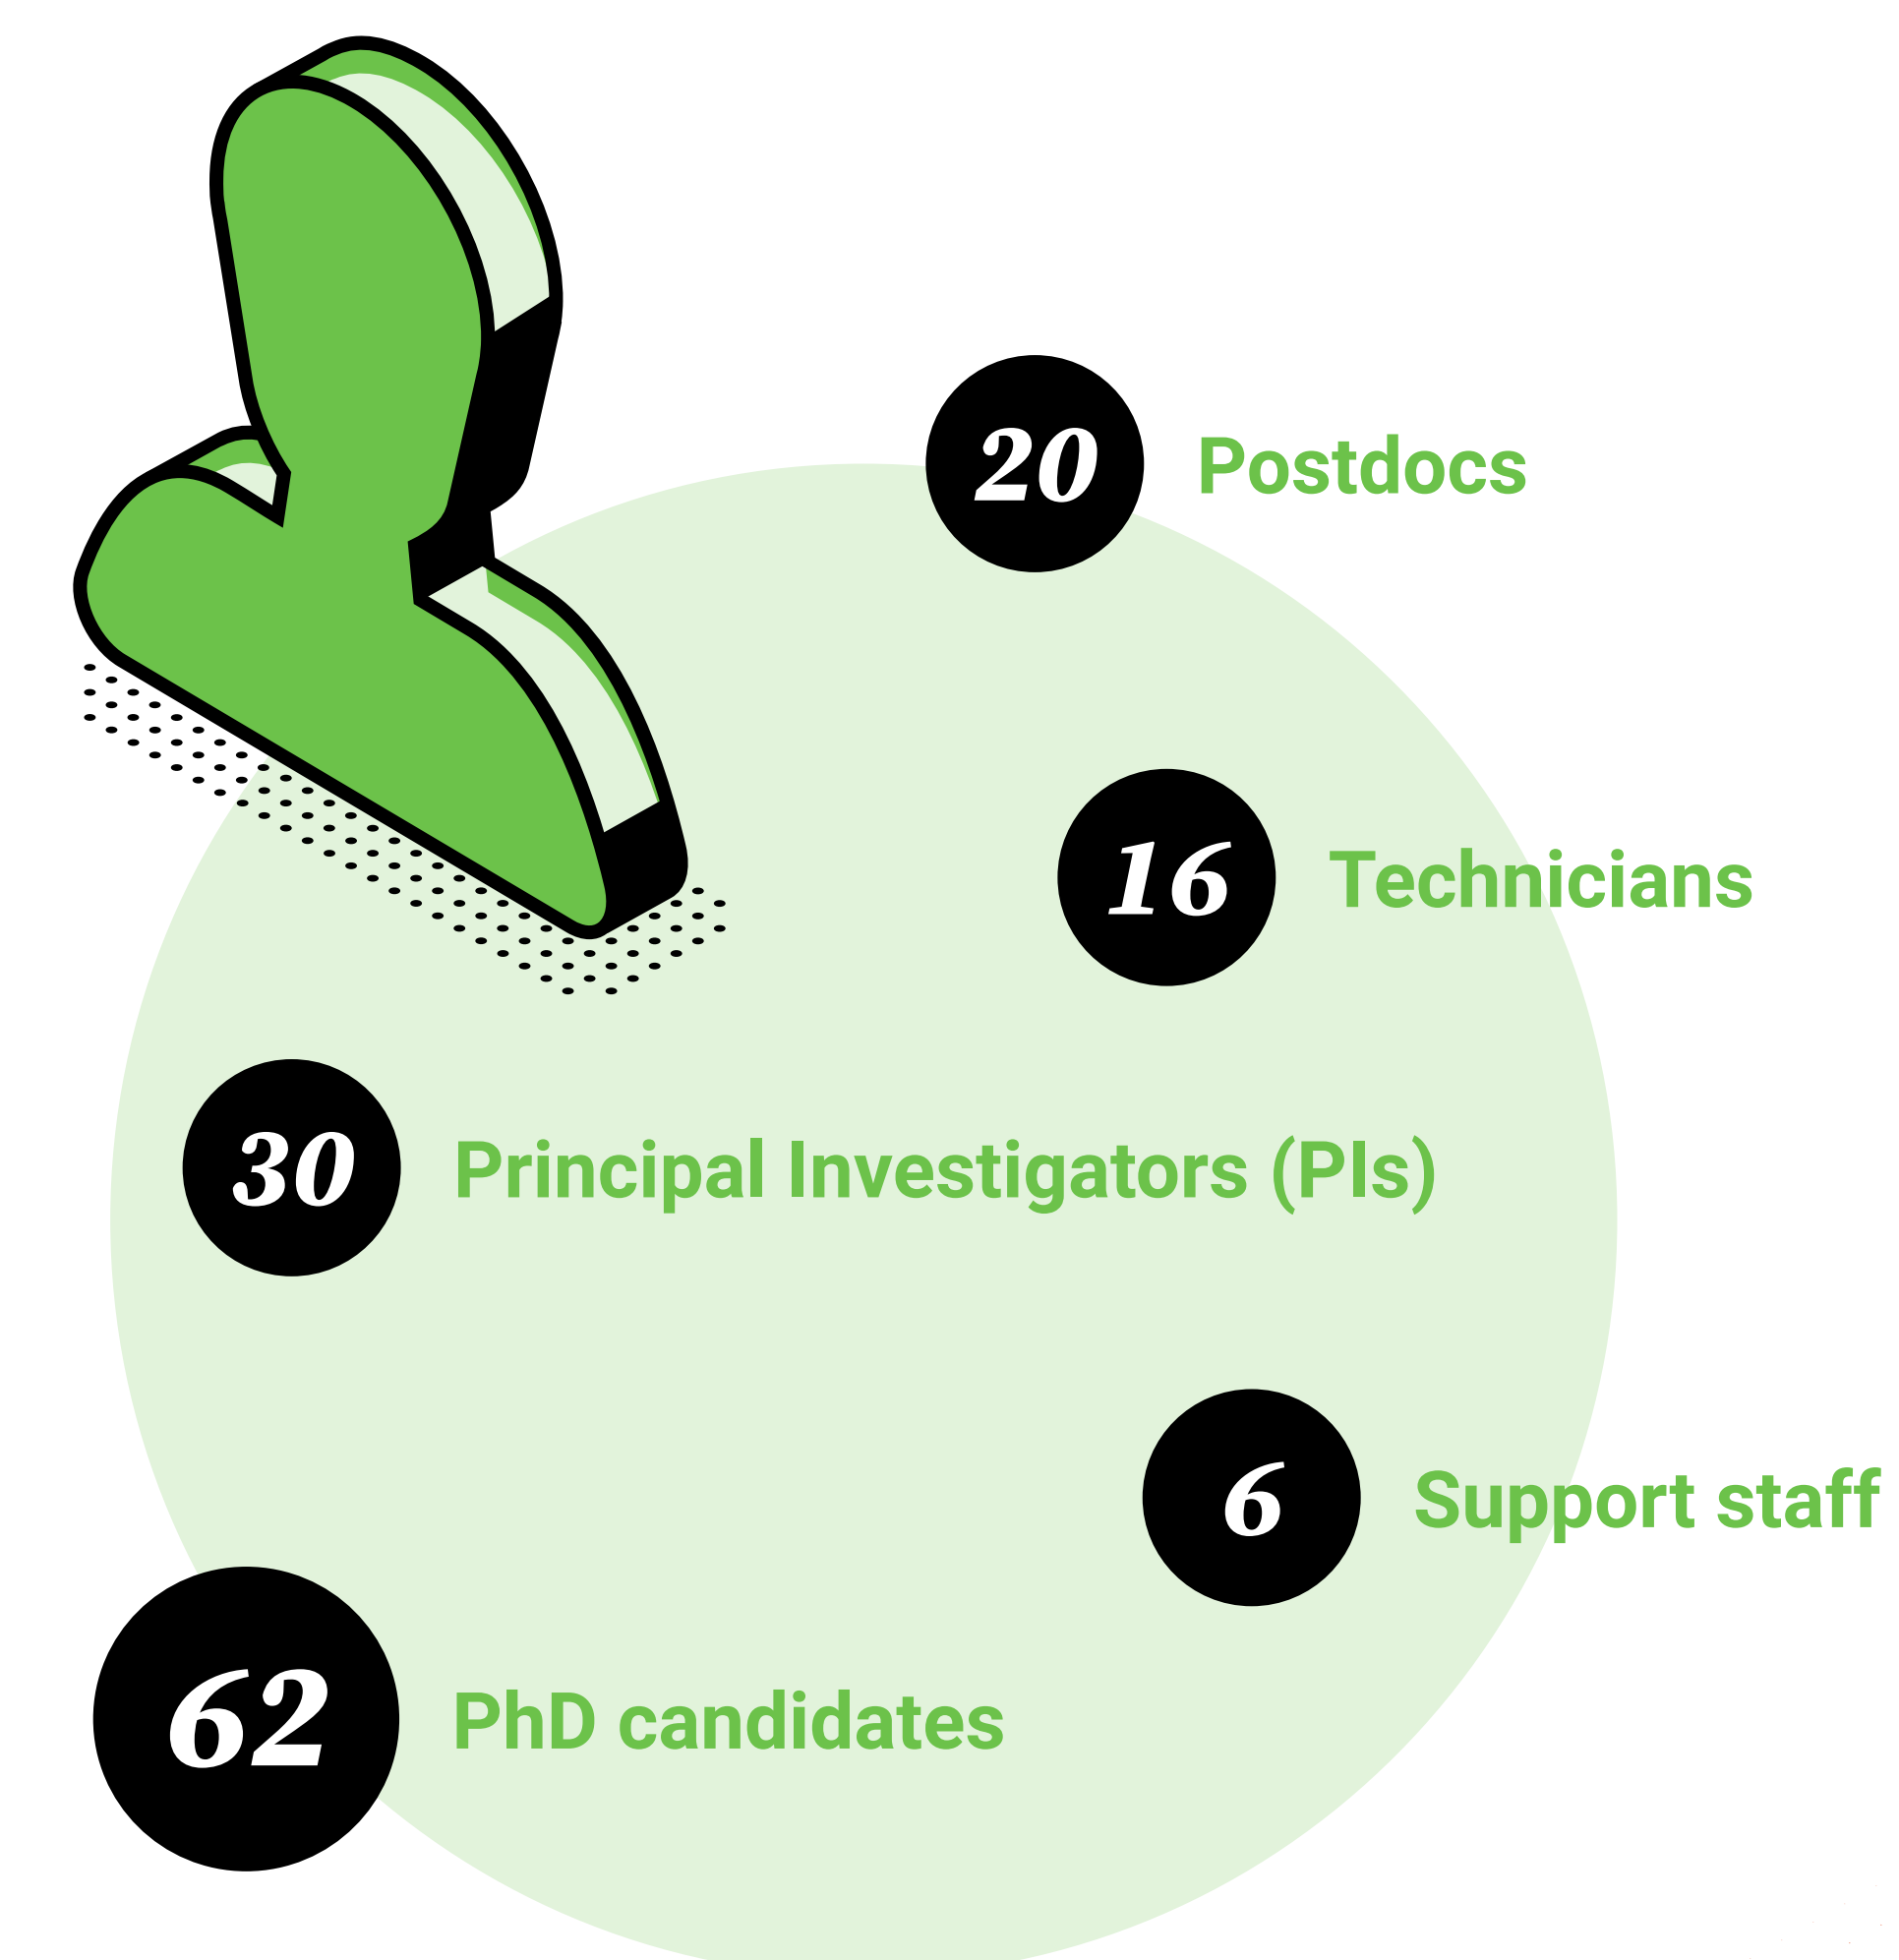 20 Postdocs
16 Technicians
30 Principal Investigators (PIs)
6 Support staff
62 PhD candidates